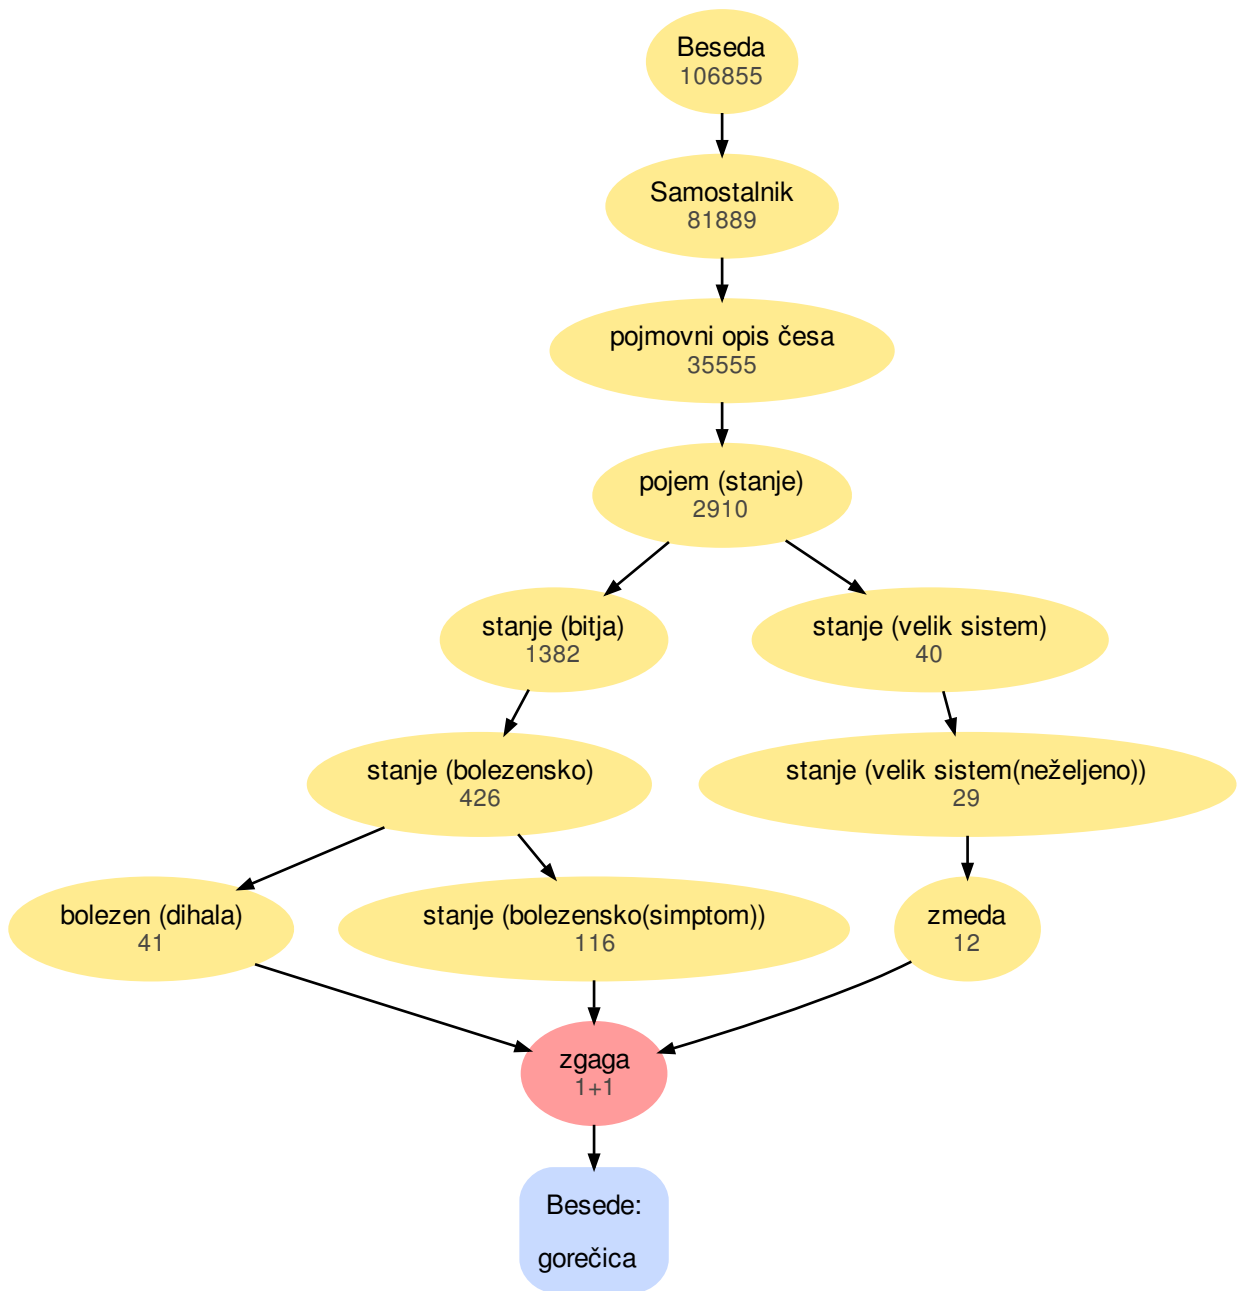 Beseda
106855
Samostalnik
81889
pojmovni opis česa
35555
pojem (stanje)
2910
stanje (bitja)
1382
stanje (velik sistem)
40
stanje (bolezensko)
426
stanje (velik sistem(neželjeno))
29
bolezen (dihala)
41
stanje (bolezensko(simptom))
116
zmeda
12
zgaga
1+1
Besede:
gorečica